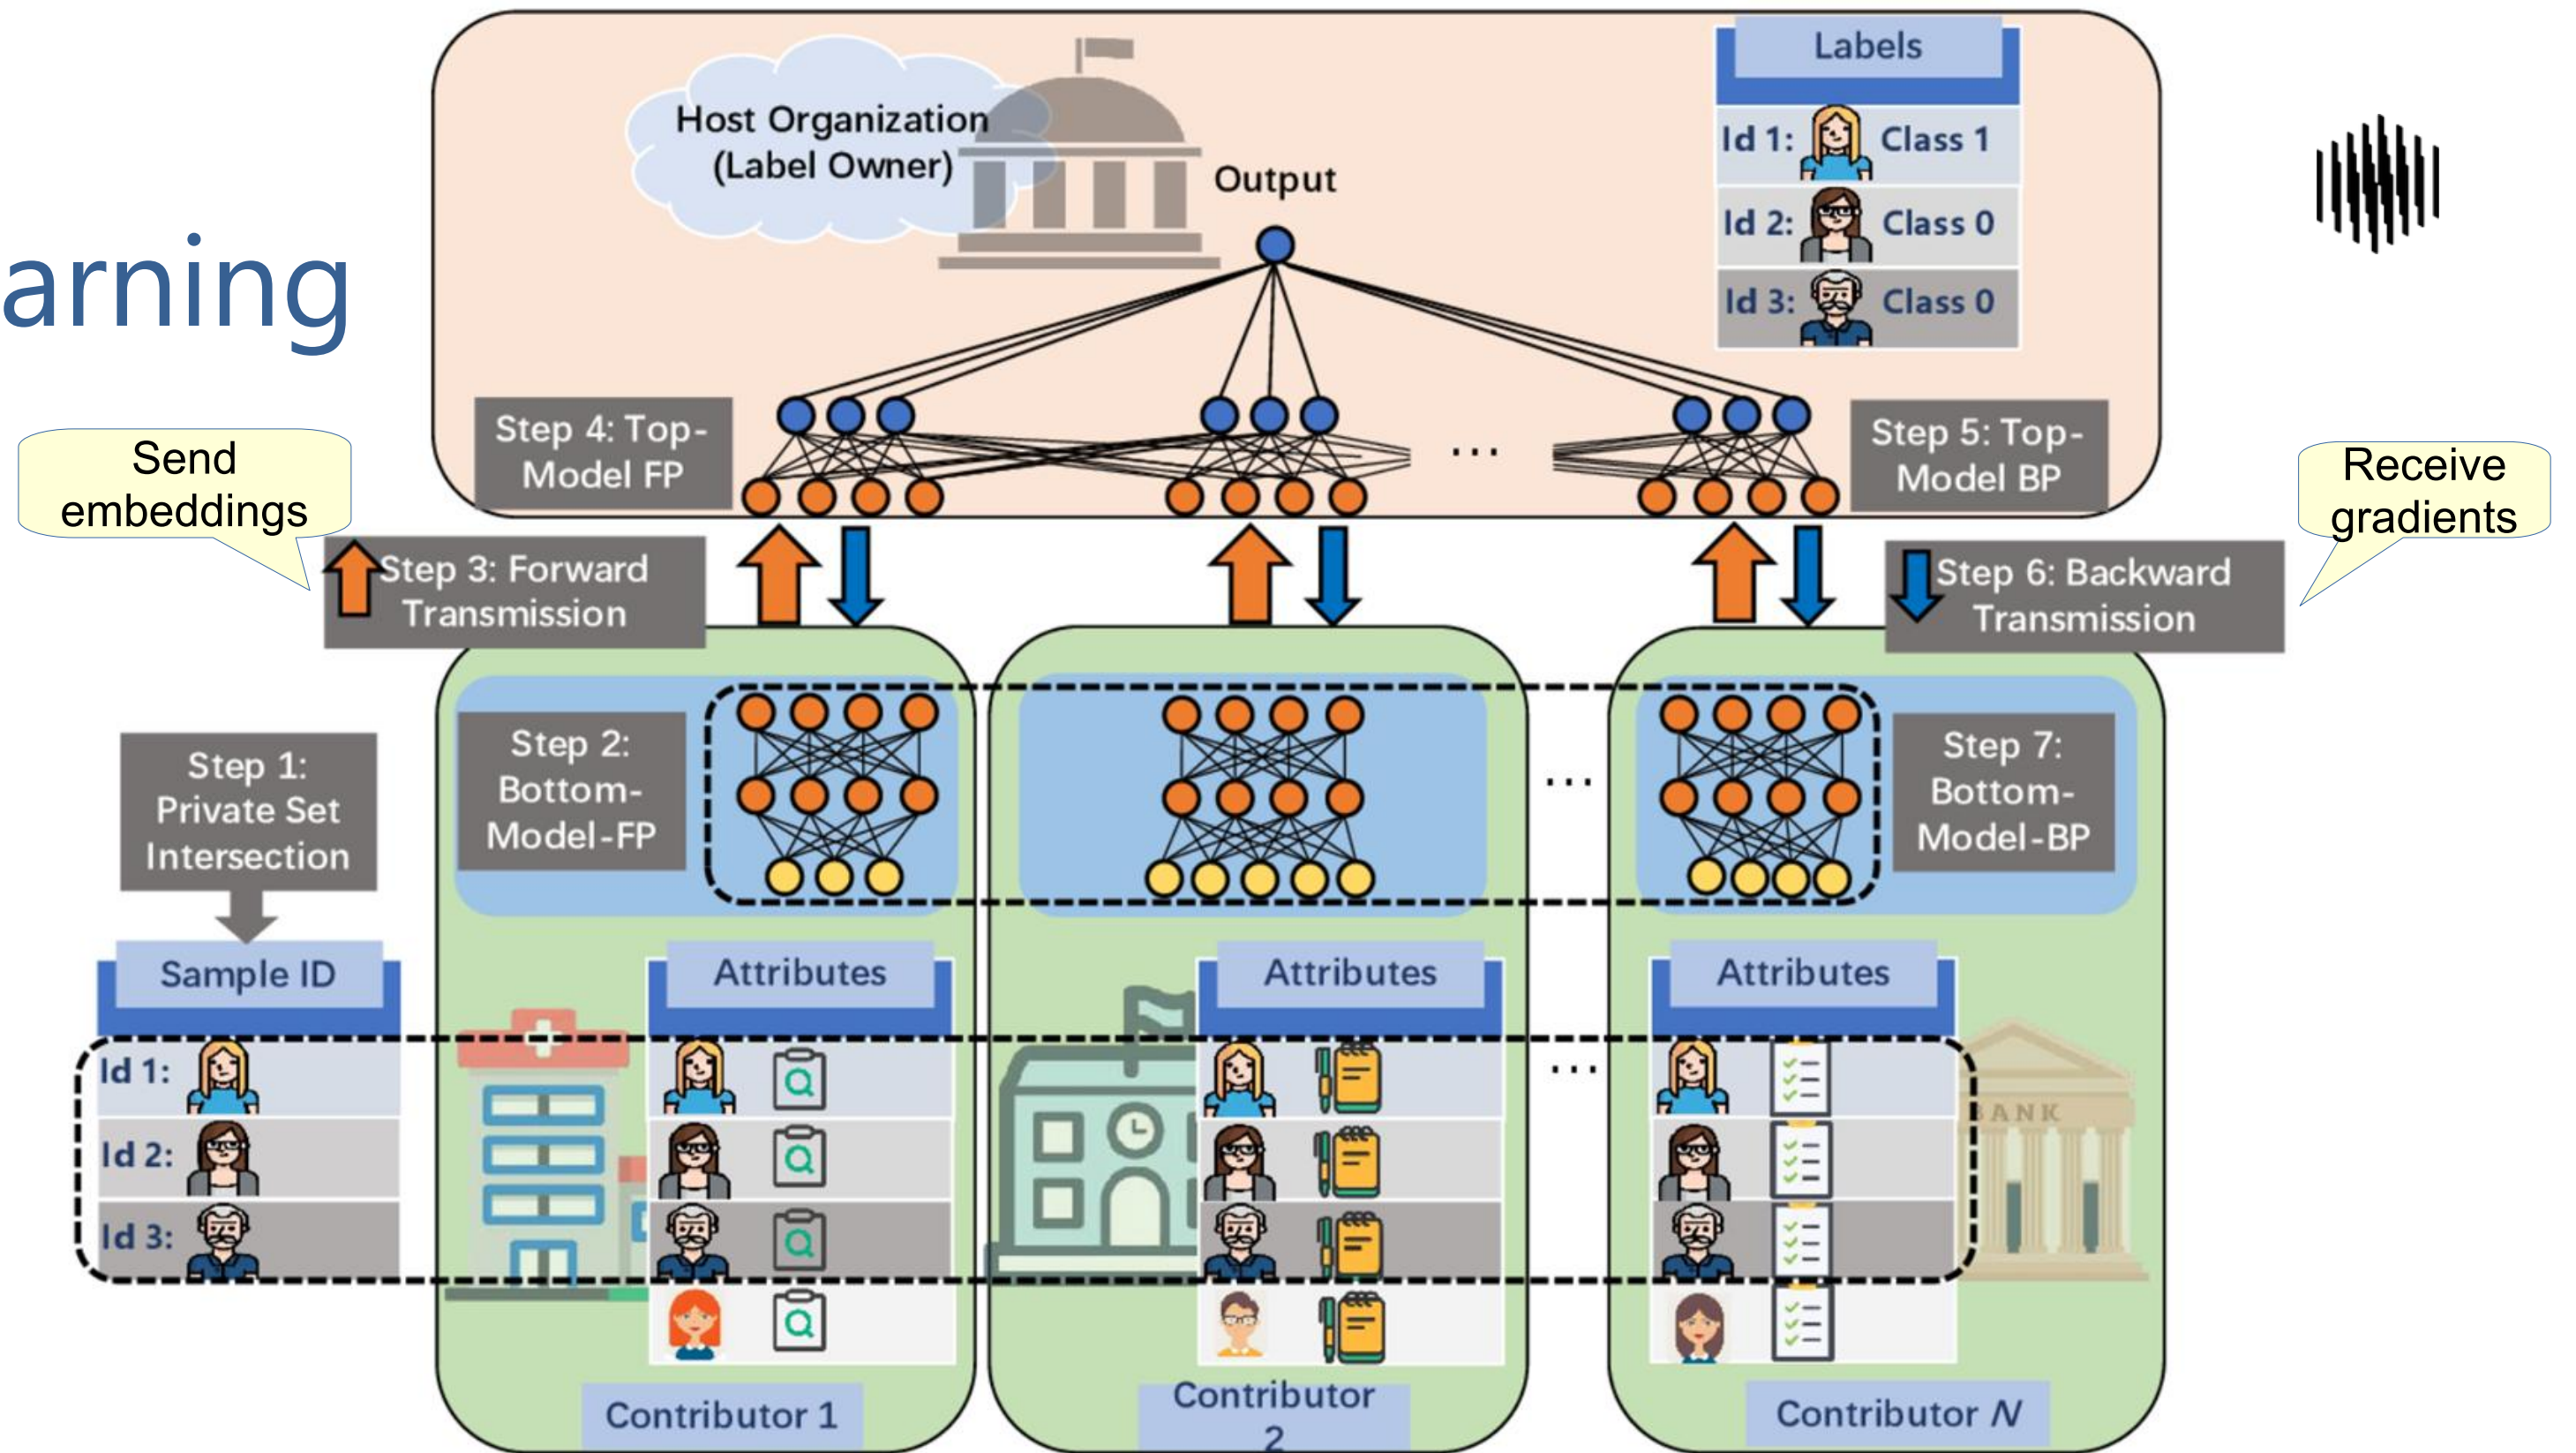 Labels
Host Organization
(Label Owner)
Output
Id 1: Class 1
Id 2: Class 0
Id 3: Class 0
arning
Send
embeddings
Step 4: Top-
Model FP
...
Step 5: Top-
Model BP
Receive
gradients
Step 3: Forward
Transmission
Step 6: Backward
Transmission
Step 1:
Private Set
Intersection
Step 2:
Bottom-
Model-FP
...
Step 7:
Bottom-
Model-BP
Sample ID
Attributes
Attributes
Attributes
Id 1:
Id 2:
Id 3:
...
BANK
Contributor 1
Contributor
2
Contributor N